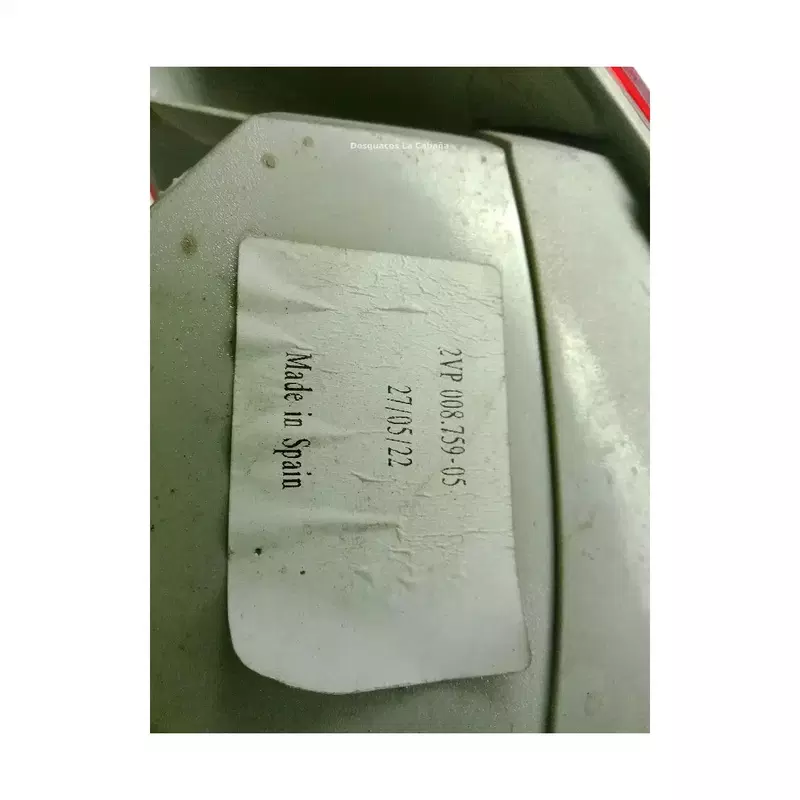 Desguaces La Cabaña
2VP 008.759-05
27/05/22
Made in Spain